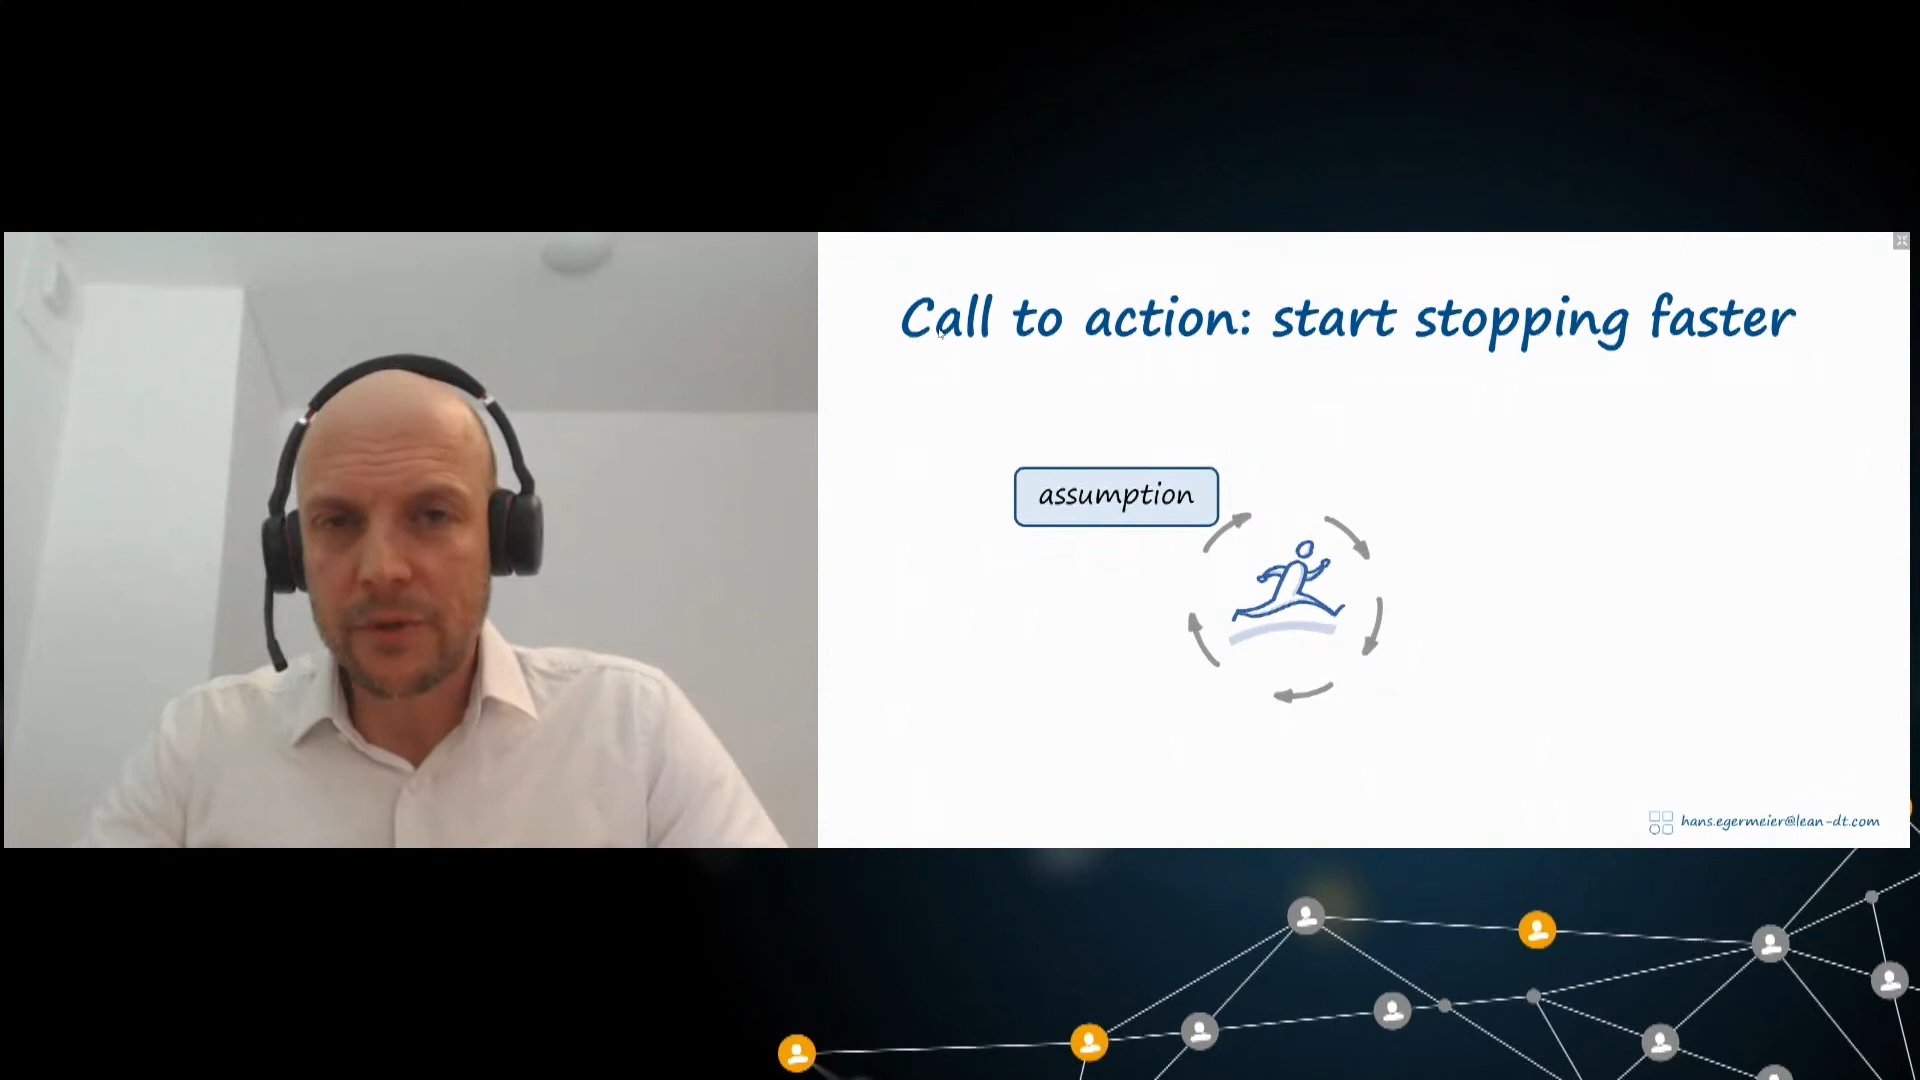 Call to action: start stopping faster
assumption
hans.egermeier@lean-dt.com